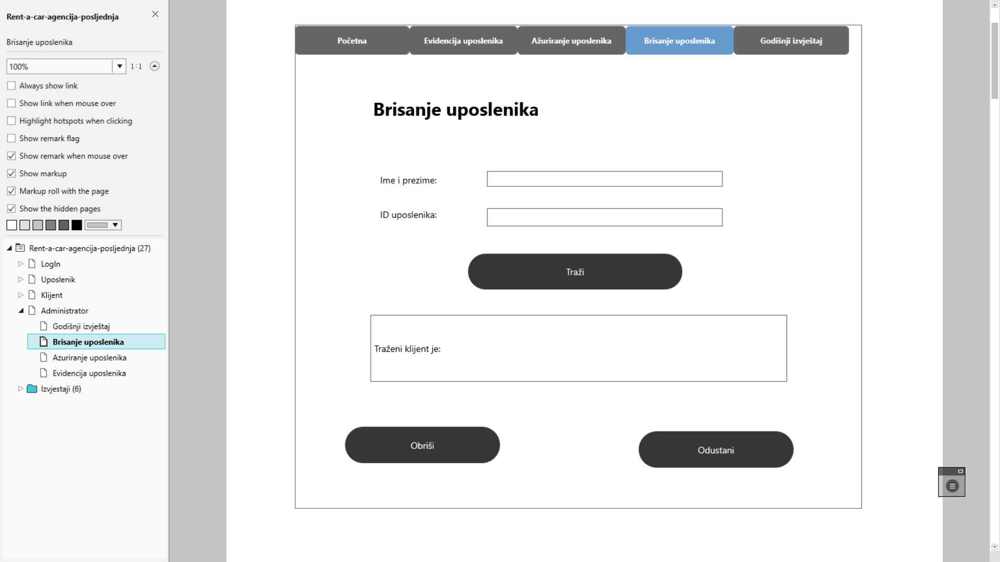 Rent-a-car-agencija-posljednja
Brisanje uposlenika
100%
1:1
Always show link
Show link when mouse over
Highlight hotspots when clicking
Show remark flag
Show remark when mouse over
Show markup
Markup roll with the page
Show the hidden pages
Rent-a-car-agencija-posljednja (27)
LogIn
Uposlenik
Klijent
Administrator
Godišnji izvještaj
Brisanje uposlenika
Azuriranje uposlenika
Evidencija uposlenika
Izvjestaji (6)
Početna Evidencija uposlenika Ažuriranje uposlenika Brisanje uposlenika Godišnji izvještaj
Brisanje uposlenika
Ime i prezime:
ID uposlenika:
Traži
Traženi klijent je:
Obriši
Odustani